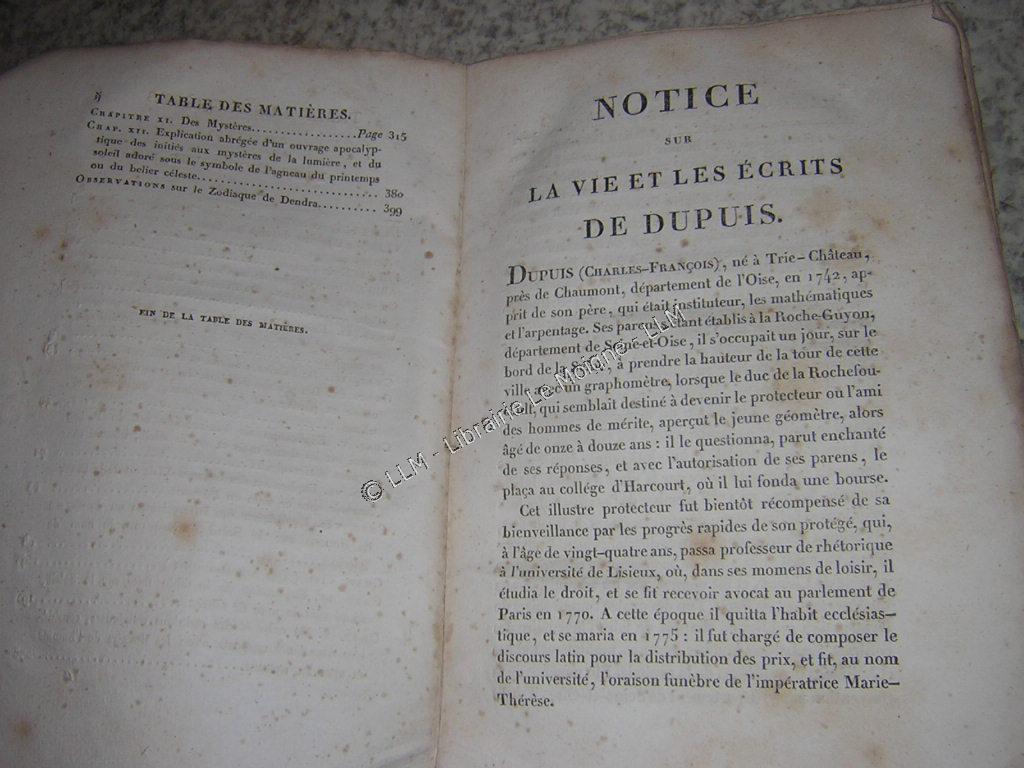 ij
TABLE DES MATIÈRES.
CHAPITRE XI. Des Mystères.................Page 315
CHAP. XII. Explication abrégée d'un ouvrage apocalyp-
tique des initiés aux mystères de la lumière, et du
soleil adoré sous le symbole de l'agneau du printemps
ou du belier céleste............................ 380
OBSERVATIONS sur le Zodiaque de Dendra.......... 399
FIN DE LA TABLE DES MATIÈRES.
NOTICE
SUR
LA VIE ET LES ÉCRITS
DE DUPUIS.
DUPUIS (CHARLES-FRANÇOIS), né à Trie-Château,
près de Chaumont, département de l'Oise, en 1742, ap-
prit de son père, qui était instituteur, les mathématiques
et l'arpentage. Ses parens étant établis à la Roche-Guyon,
département de Seine-et-Oise, il s'occupait un jour, sur le
bord de la Seine, à prendre la hauteur de la tour de cette
ville avec un graphomètre, lorsque le duc de la Rochefou-
cault, qui semblait destiné à devenir le protecteur ou l'ami
des hommes de mérite, aperçut le jeune géomètre, alors
âgé de onze à douze ans : il le questionna, parut enchanté
de ses réponses, et avec l'autorisation de ses parens, le
plaça au collége d'Harcourt, où il lui fonda une bourse.
Cet illustre protecteur fut bientôt récompensé de sa
bienveillance par les progrès rapides de son protégé, qui,
à l'âge de vingt-quatre ans, passa professeur de rhétorique
à l'université de Lisieux, où, dans ses momens de loisir, il
étudia le droit, et se fit recevoir avocat au parlement de
Paris en 1770. A cette époque il quitta l'habit ecclésias-
tique, et se maria en 1775 : il fut chargé de composer le
discours latin pour la distribution des prix, et fit, au nom
de l'université, l'oraison funèbre de l'impératrice Marie-
Thérèse.
© LLM - Librairie Le Moigne - LLM